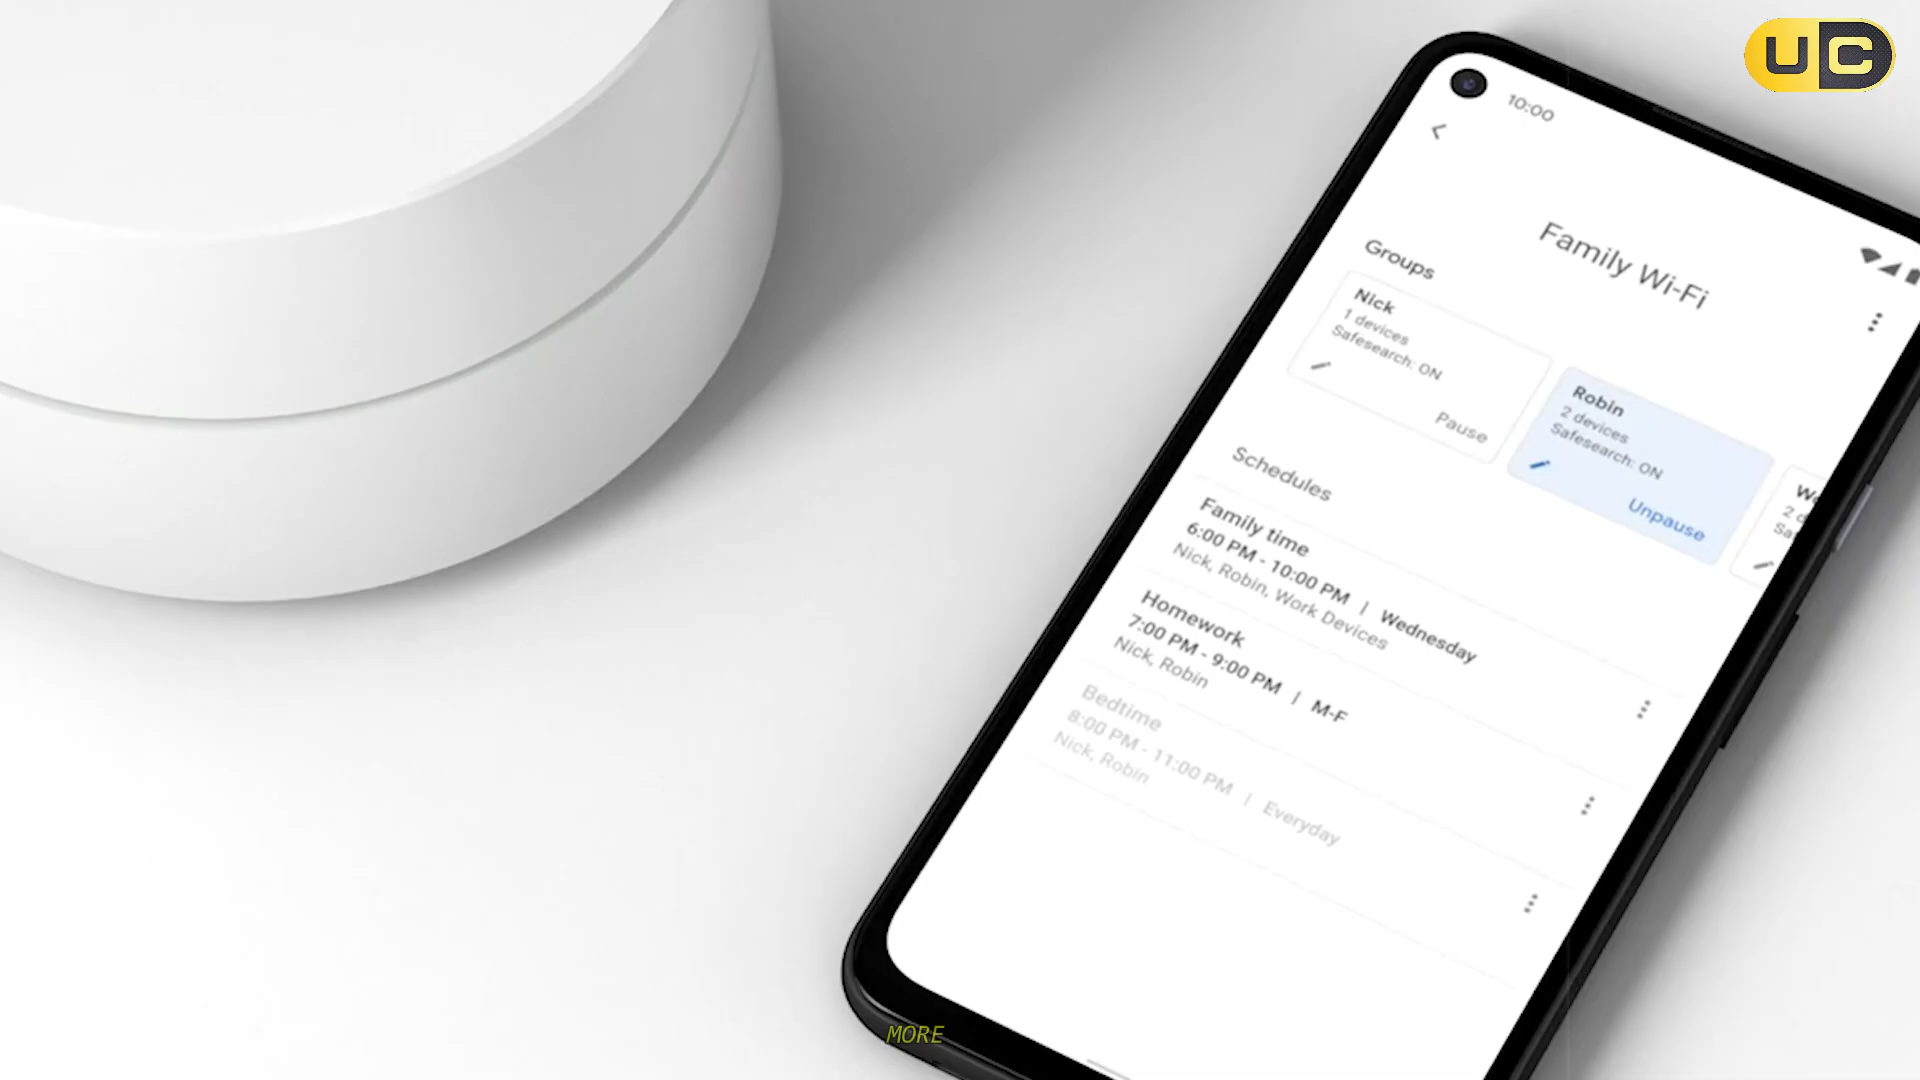 UC
10:00
Family Wi-Fi
Groups
Nick
1 devices
Safesearch: ON
Pause
Robin
2 devices
Safesearch: ON
Unpause
2
Schedules
Family time
6:00 PM - 10:00 PM | Wednesday
Nick, Robin, Work Devices
Homework
7:00 PM - 9:00 PM | M-F
Nick, Robin
Bedtime
8:00 PM - 11:00 PM | Everyday
Nick, Robin
MORE